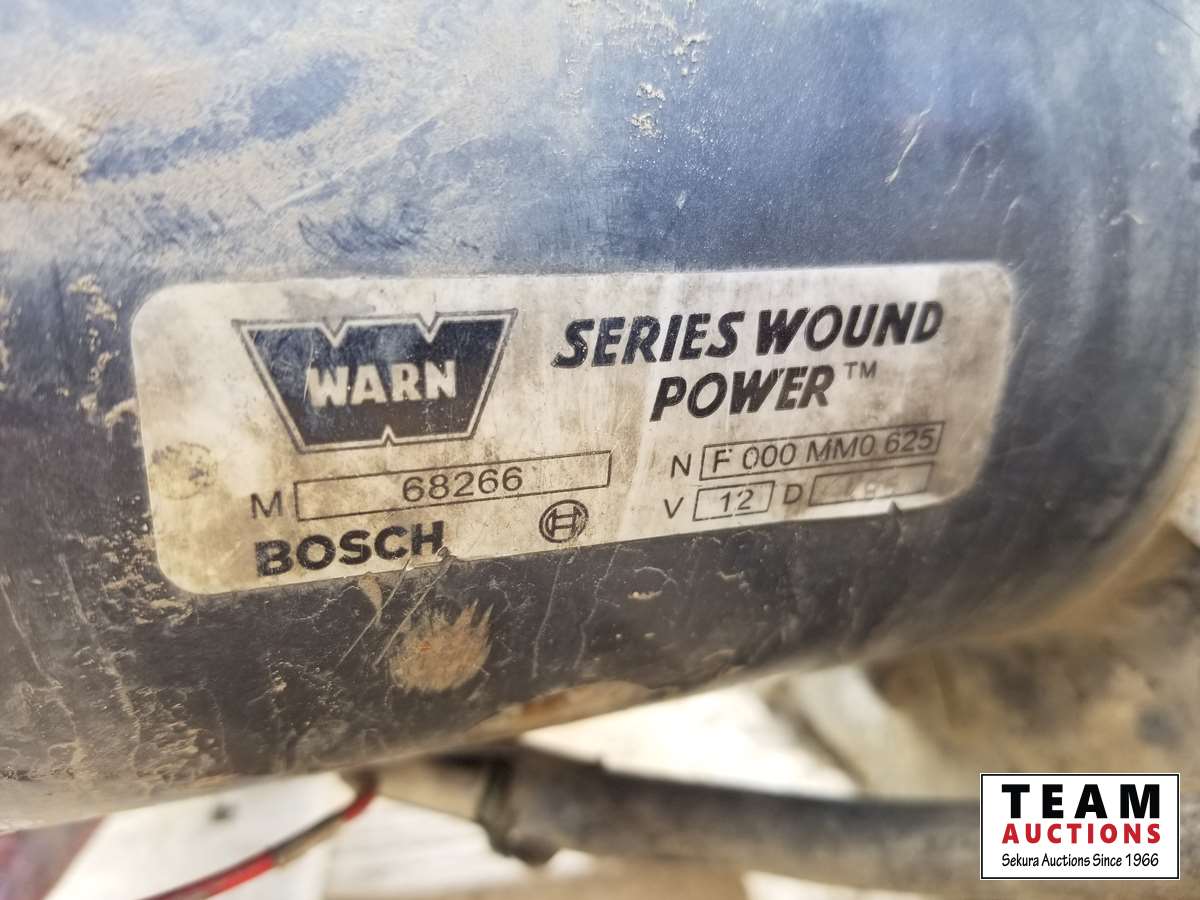 WARN
SERIES WOUND
POWER™
M 68266
N F 000 MM0 625
V 12 D
BOSCH
TEAM
AUCTIONS
Sekura Auctions Since 1966